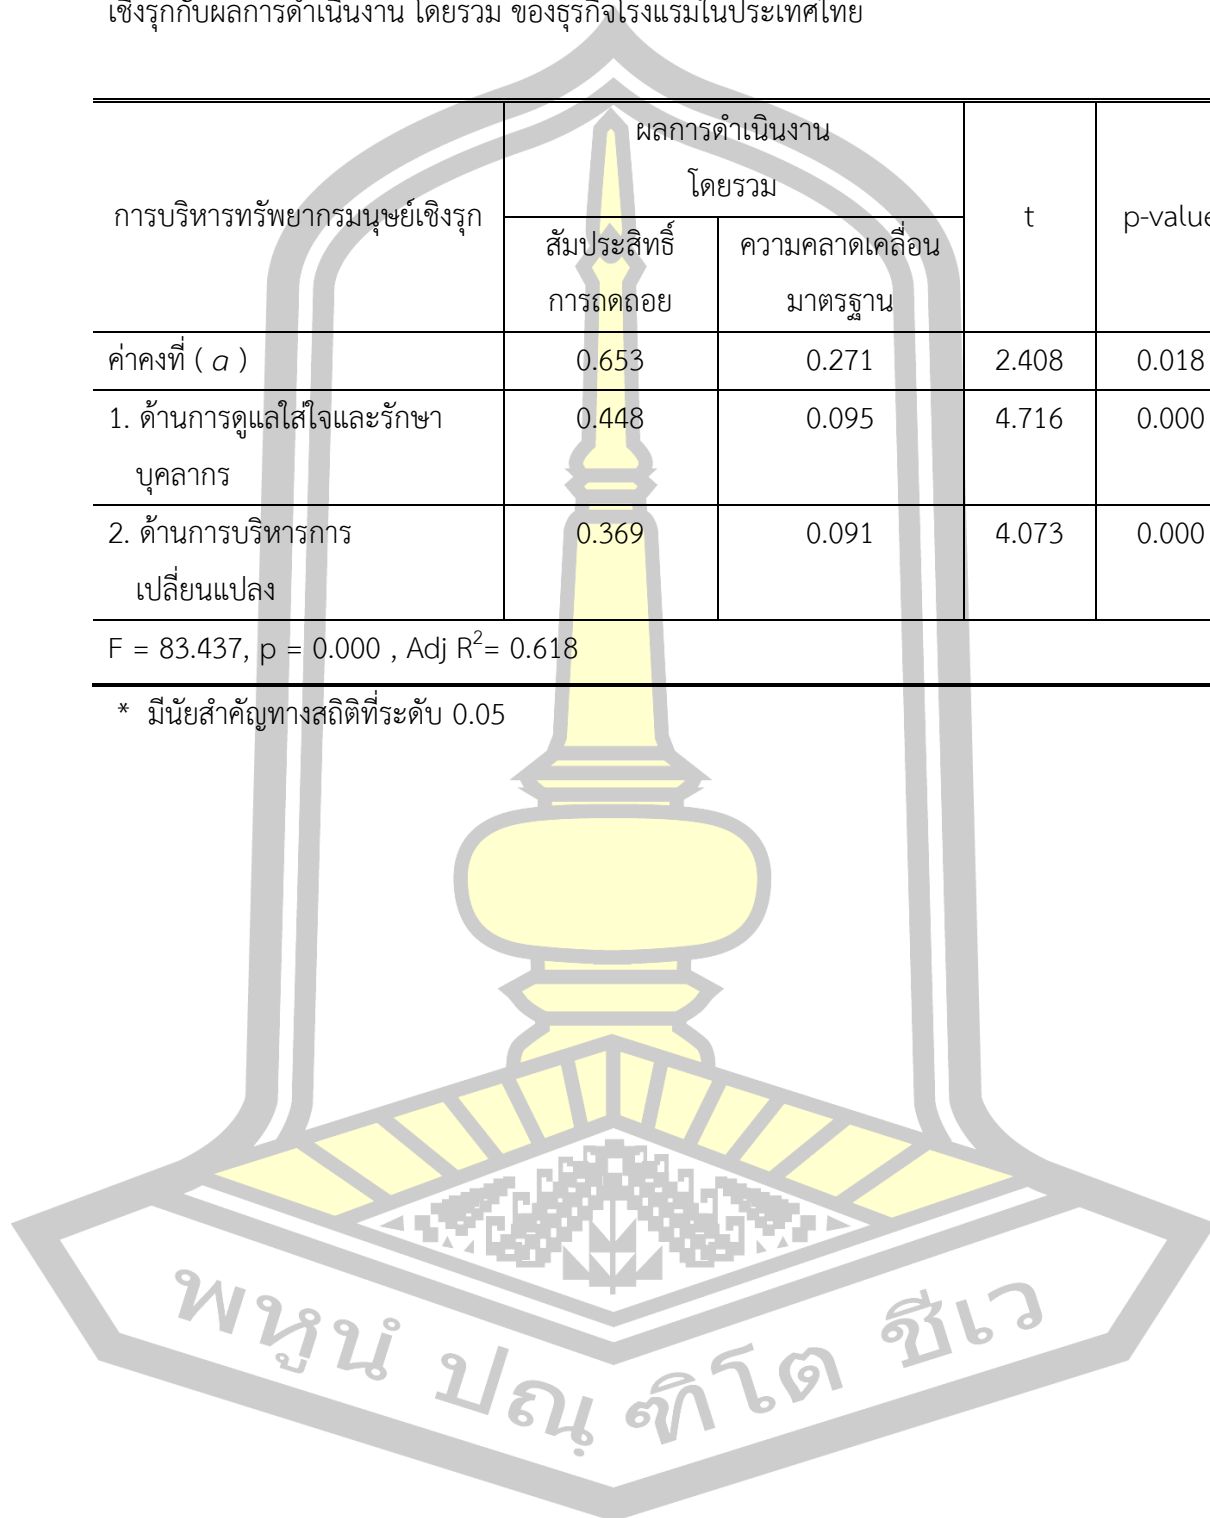 เชิงรุกกับผลการดำเนินงาน โดยรวม ของธุรกิจโรงแรมในประเทศไทย
การบริหารทรัพยากรมนุษย์เชิงรุก
ผลการดำเนินงาน
โดยรวม
t
p-value
สัมประสิทธิ์
การถดถอย
ความคลาดเคลื่อน
มาตรฐาน
ค่าคงที่ ( a ) 0.653 0.271 2.408 0.018
1. ด้านการดูแลใส่ใจและรักษา 0.448 0.095 4.716 0.000
บุคลากร
2. ด้านการบริหารการ 0.369 0.091 4.073 0.000
เปลี่ยนแปลง
F = 83.437, p = 0.000 , Adj R²= 0.618
* มีนัยสำคัญทางสถิติที่ระดับ 0.05
พหูนํ ปณฺฑิโต ชีเว